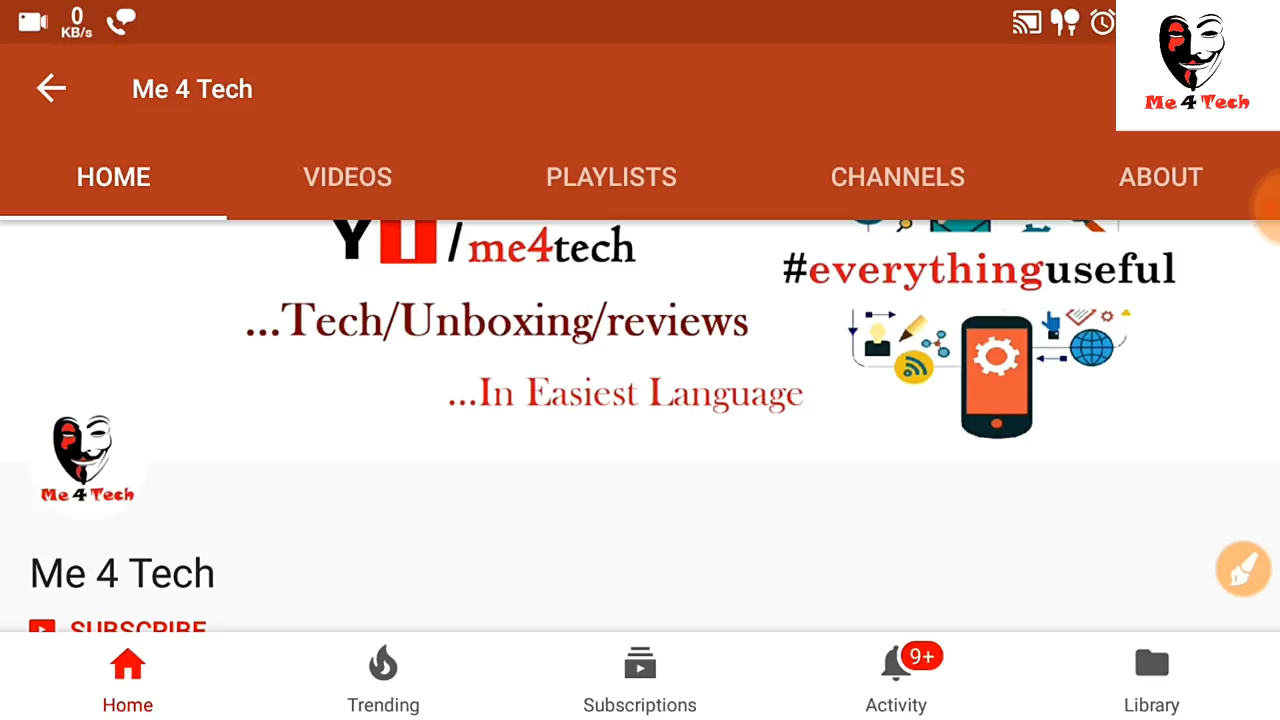 0
KB/s
Me 4 Tech
Me 4 Tech
HOME VIDEOS PLAYLISTS CHANNELS ABOUT
/me4tech
#everythinguseful
...Tech/Unboxing/reviews
...In Easiest Language
Me 4 Tech
Me 4 Tech
SUBSCRIBE
9+
Home Trending Subscriptions Activity Library